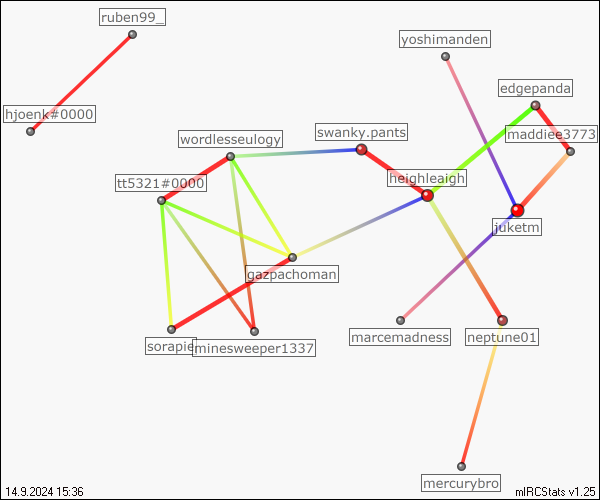 ruben99_
yoshimanden
edgepanda
hjoenk#0000
swanky.pants
maddiee3773
wordlesseulogy
heighleaigh
tt5321#0000
juketm
gazpachoman
marcemadness
neptune01
sorapie
minesweeper1337
mercurybro
14.9.2024 15:36
mIRCStats v1.25